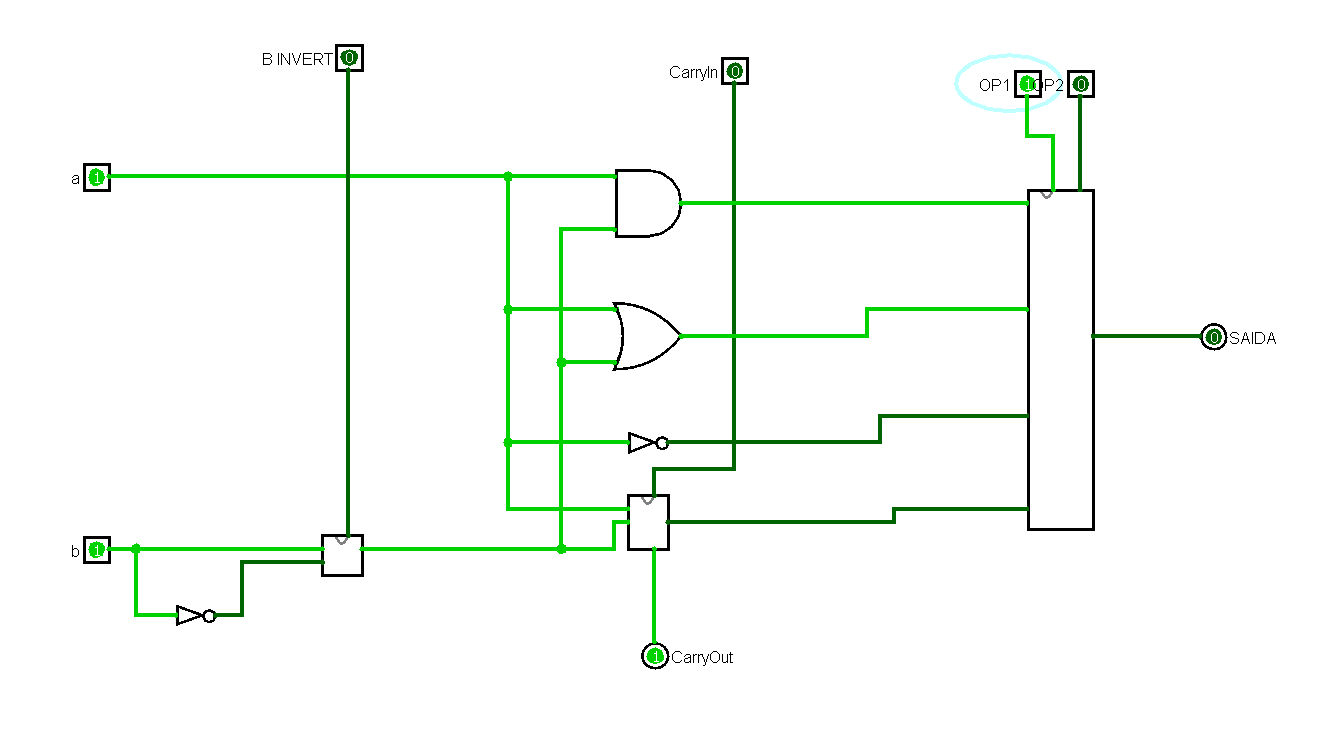 B INVERT 0
CarryIn 0
OP1 1 OP2 0
a 1
0 SAIDA
b 1
1 CarryOut